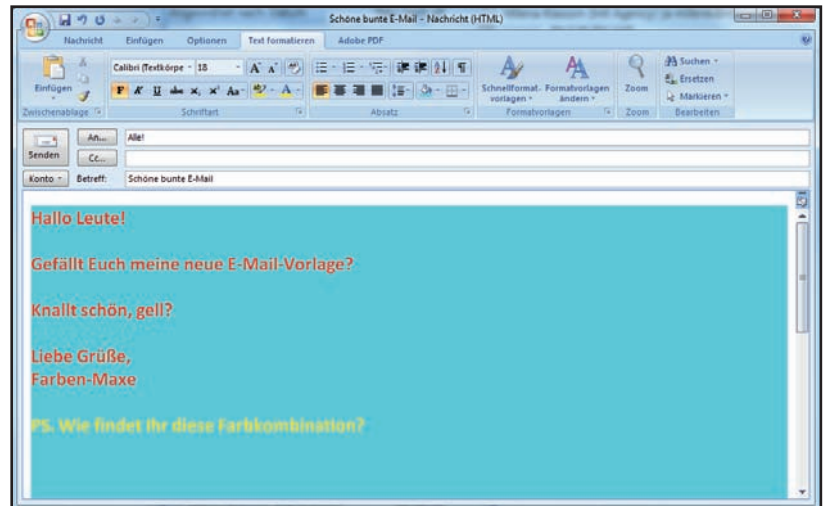 Schöne bunte E-Mail - Nachricht (HTML)
Nachricht Einfügen Optionen Text formatieren Adobe PDF
Einfügen
Zwischenablage
Calibri (Textkörpe 18
F K U abe x, x² Aa
Schriftart
Absatz
Schnellformat-vorlagen Formatvorlagen ändern
Formatvorlagen
Zoom
Zoom
Suchen
Ersetzen
Markieren
Bearbeiten
Senden
An... Alle!
Cc...
Konto Betreff: Schöne bunte E-Mail
Hallo Leute!
Gefällt Euch meine neue E-Mail-Vorlage?
Knallt schön, gell?
Liebe Grüße,
Farben-Maxe
PS. Wie findet Ihr diese Farbkombination?